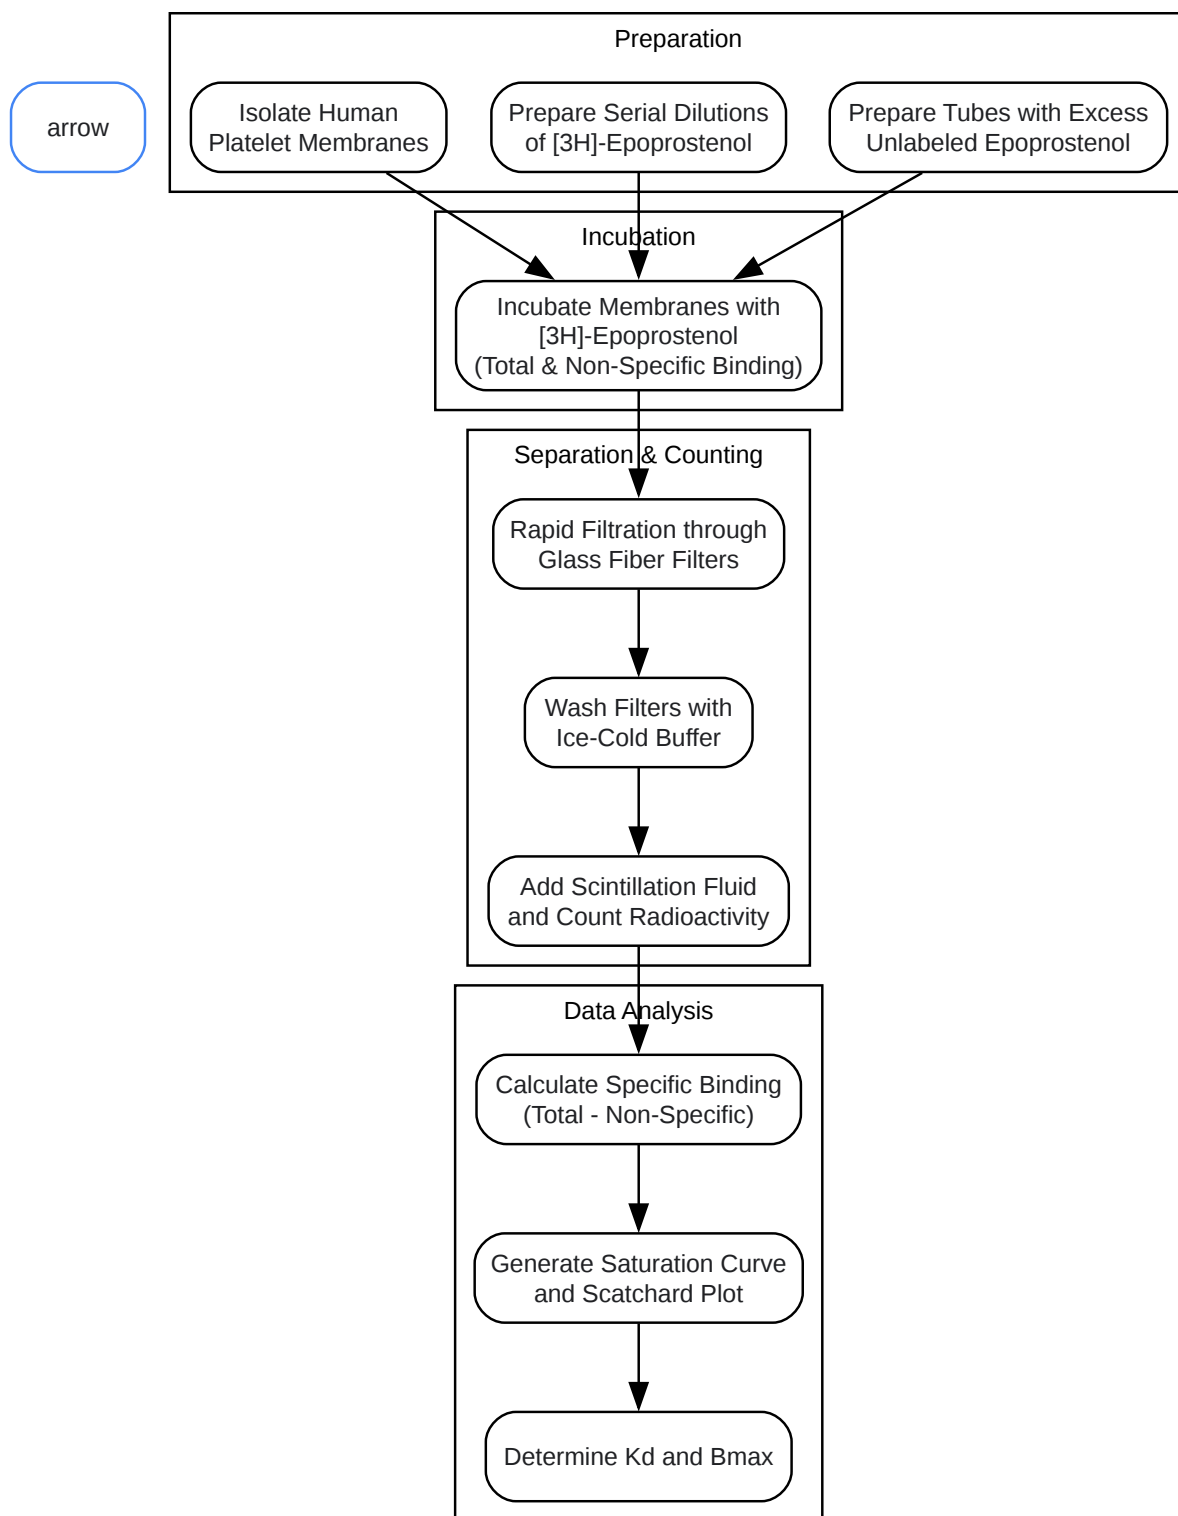 Preparation
arrow
Isolate Human
Platelet Membranes
Prepare Serial Dilutions
of [3H]-Epoprostenol
Prepare Tubes with Excess
Unlabeled Epoprostenol
Incubation
Incubate Membranes with
[3H]-Epoprostenol
(Total & Non-Specific Binding)
Separation & Counting
Rapid Filtration through
Glass Fiber Filters
Wash Filters with
Ice-Cold Buffer
Add Scintillation Fluid
and Count Radioactivity
Data Analysis
Calculate Specific Binding
(Total - Non-Specific)
Generate Saturation Curve
and Scatchard Plot
Determine Kd and Bmax